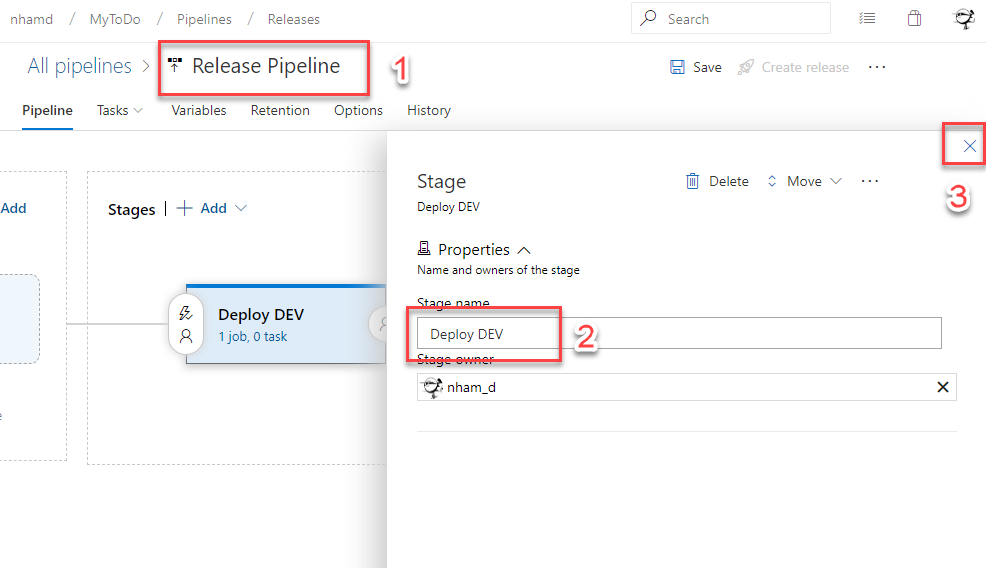 nhamd / MyToDo / Pipelines / Releases
Search
All pipelines > Release Pipeline
1
Save Create release ...
Pipeline Tasks Variables Retention Options History
3
Stage
Delete Move ...
Deploy DEV
Add
Stages | + Add
Properties
Name and owners of the stage
Stage name
Deploy DEV
2
Deploy DEV
1 job, 0 task
Stage owner
nham_d